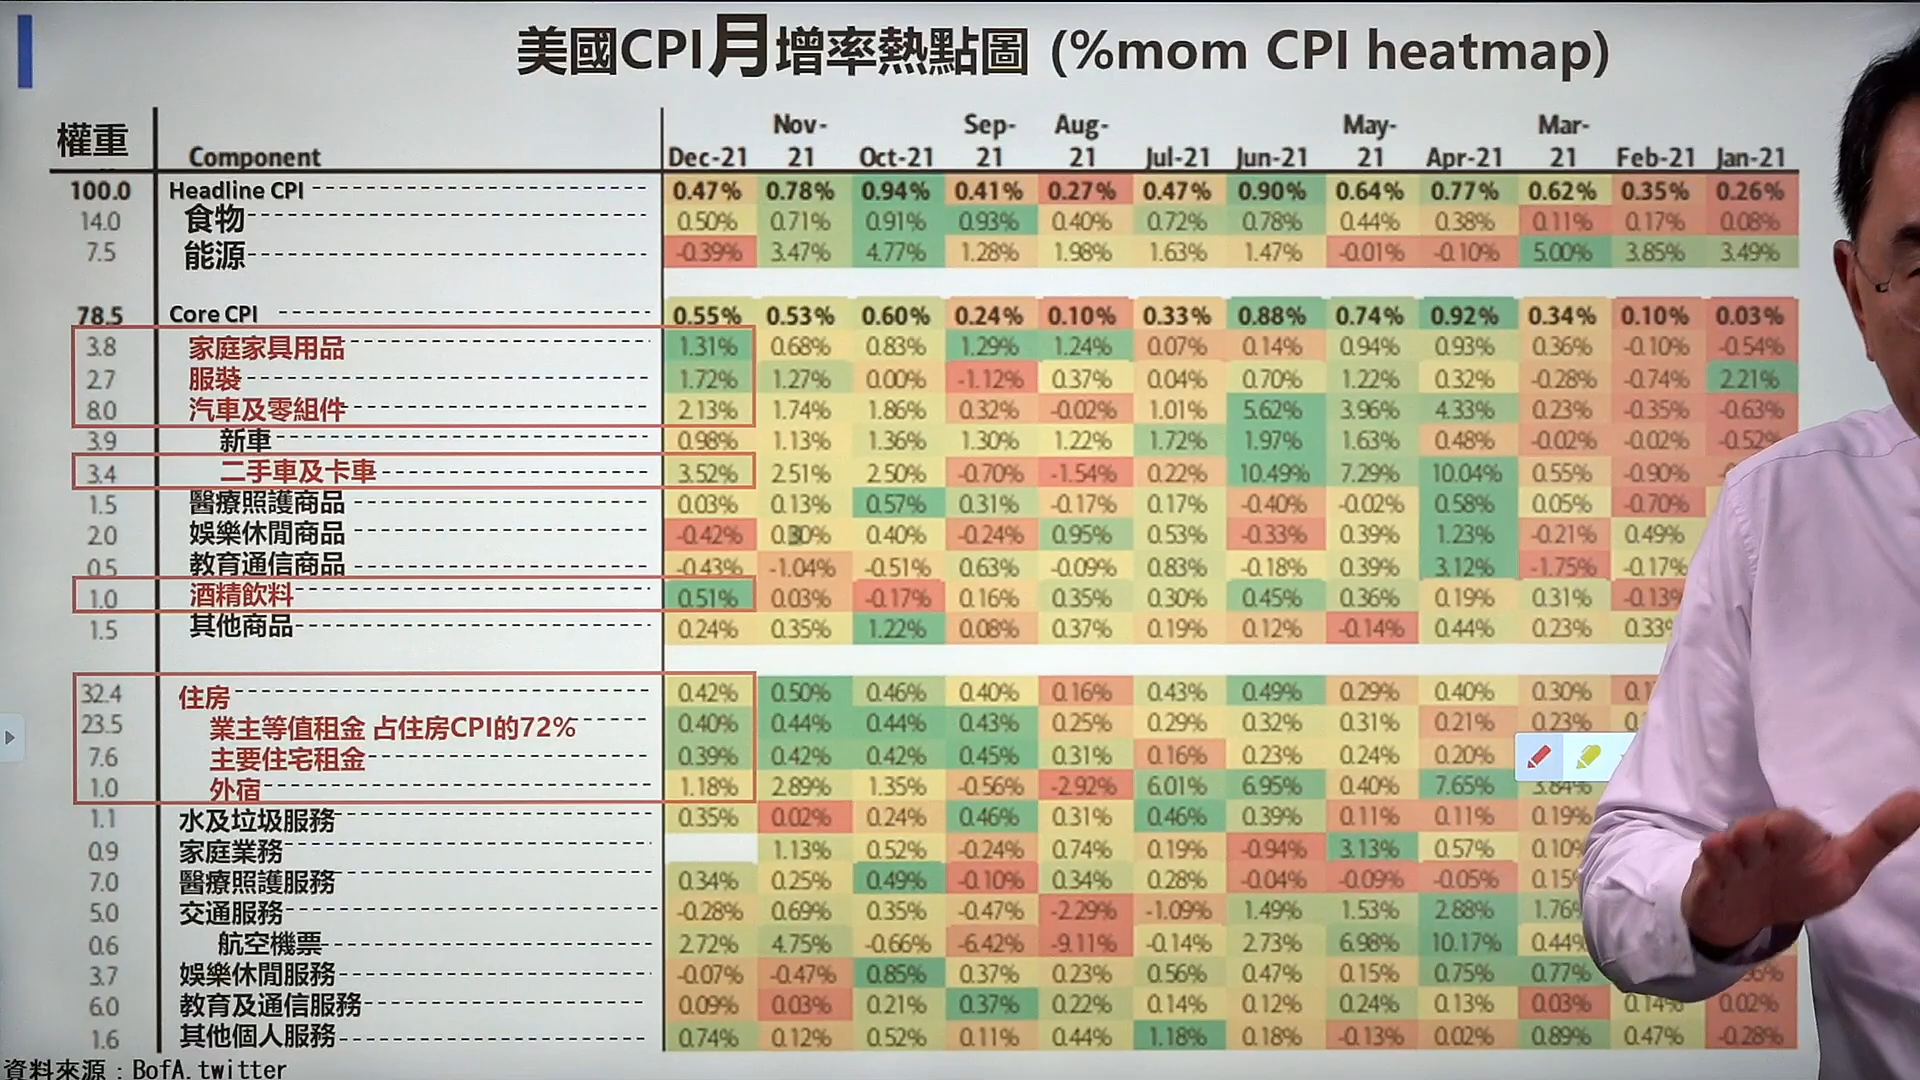 美國CPI月增率熱點圖 (%mom CPI heatmap)
權重 Component Dec-21 Nov-21 Oct-21 Sep-21 Aug-21 Jul-21 Jun-21 May-21 Apr-21 Mar-21 Feb-21 Jan-21
100.0 Headline CPI 0.47% 0.78% 0.94% 0.41% 0.27% 0.47% 0.90% 0.64% 0.77% 0.62% 0.35% 0.26%
14.0 食物 0.50% 0.71% 0.91% 0.93% 0.40% 0.72% 0.78% 0.44% 0.38% 0.11% 0.17% 0.08%
7.5 能源 -0.39% 3.47% 4.77% 1.28% 1.98% 1.63% 1.47% -0.01% -0.10% 5.00% 3.85% 3.49%
78.5 Core CPI 0.55% 0.53% 0.60% 0.24% 0.10% 0.33% 0.88% 0.74% 0.92% 0.34% 0.10% 0.03%
3.8 家庭家具用品 1.31% 0.68% 0.83% 1.29% 1.24% 0.07% 0.14% 0.94% 0.93% 0.36% -0.10% -0.54%
2.7 服裝 1.72% 1.27% 0.00% -1.12% 0.37% 0.04% 0.70% 1.22% 0.32% -0.28% -0.74% 2.21%
8.0 汽車及零組件 2.13% 1.74% 1.86% 0.32% -0.02% 1.01% 5.62% 3.96% 4.33% 0.23% -0.35% -0.63%
3.9 新車 0.98% 1.13% 1.36% 1.30% 1.22% 1.72% 1.97% 1.63% 0.48% -0.02% -0.02% -0.52%
3.4 二手車及卡車 3.52% 2.51% 2.50% -0.70% -1.54% 0.22% 10.49% 7.29% 10.04% 0.55% -0.90%
1.5 醫療照護商品 0.03% 0.13% 0.57% 0.31% -0.17% 0.17% -0.40% -0.02% 0.58% 0.05% -0.70%
2.0 娛樂休閒商品 -0.42% 0.30% 0.40% -0.24% 0.95% 0.53% -0.33% 0.39% 1.23% -0.21% 0.49%
0.5 教育通信商品 -0.43% -1.04% -0.51% 0.63% -0.09% 0.83% -0.18% 0.39% 3.12% -1.75% -0.17%
1.0 酒精飲料 0.51% 0.03% -0.17% 0.16% 0.35% 0.30% 0.45% 0.36% 0.19% 0.31% -0.13%
1.5 其他商品 0.24% 0.35% 1.22% 0.08% 0.37% 0.19% 0.12% -0.14% 0.44% 0.23% 0.33%
32.4 住房 0.42% 0.50% 0.46% 0.40% 0.16% 0.43% 0.49% 0.29% 0.40% 0.30%
23.5 業主等值租金 占住房CPI的72% 0.40% 0.44% 0.44% 0.43% 0.25% 0.29% 0.32% 0.31% 0.21% 0.23%
7.6 主要住宅租金 0.39% 0.42% 0.42% 0.45% 0.31% 0.16% 0.23% 0.24% 0.20%
1.0 外宿 1.18% 2.89% 1.35% -0.56% -2.92% 6.01% 6.95% 0.40% 7.65% 3.84%
1.1 水及垃圾服務 0.35% 0.02% 0.24% 0.46% 0.31% 0.46% 0.39% 0.11% 0.11% 0.19%
0.9 家庭業務 1.13% 0.52% -0.24% 0.74% 0.19% -0.94% 3.13% 0.57% 0.10%
7.0 醫療照護服務 0.34% 0.25% 0.49% -0.10% 0.34% 0.28% -0.04% -0.09% -0.05% 0.15%
5.0 交通服務 -0.28% 0.69% 0.35% -0.47% -2.29% -1.09% 1.49% 1.53% 2.88% 1.76%
0.6 航空機票 2.72% 4.75% -0.66% -6.42% -9.11% -0.14% 2.73% 6.98% 10.17% 0.44%
3.7 娛樂休閒服務 -0.07% -0.47% 0.85% 0.37% 0.23% 0.56% 0.47% 0.15% 0.75% 0.77%
6.0 教育及通信服務 0.09% 0.03% 0.21% 0.37% 0.22% 0.14% 0.12% 0.24% 0.13% 0.03% 0.14% 0.02%
1.6 其他個人服務 0.74% 0.12% 0.52% 0.11% 0.44% 1.18% 0.18% -0.13% 0.02% 0.89% 0.47% -0.28%
資料來源：BofA.twitter